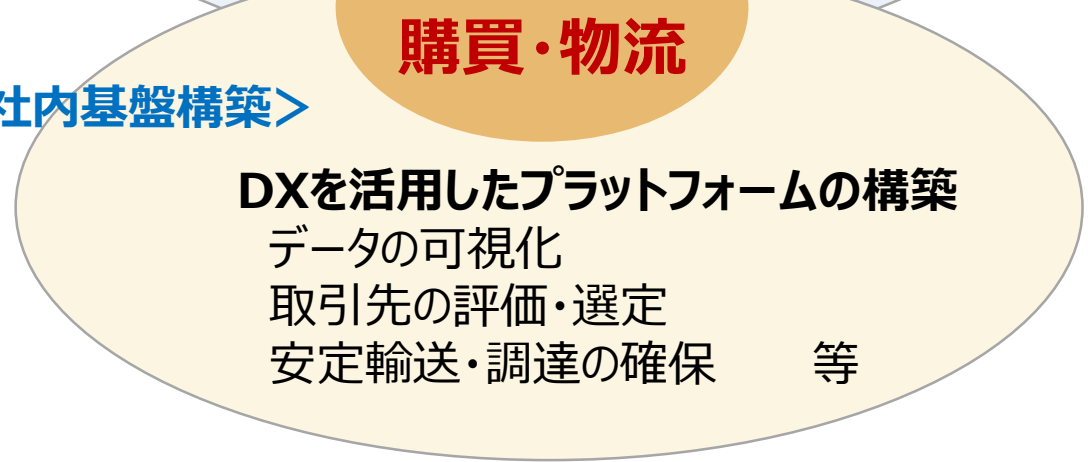 購買・物流
社内基盤構築＞
DXを活用したプラットフォームの構築
データの可視化
取引先の評価・選定
安定輸送・調達の確保　　等